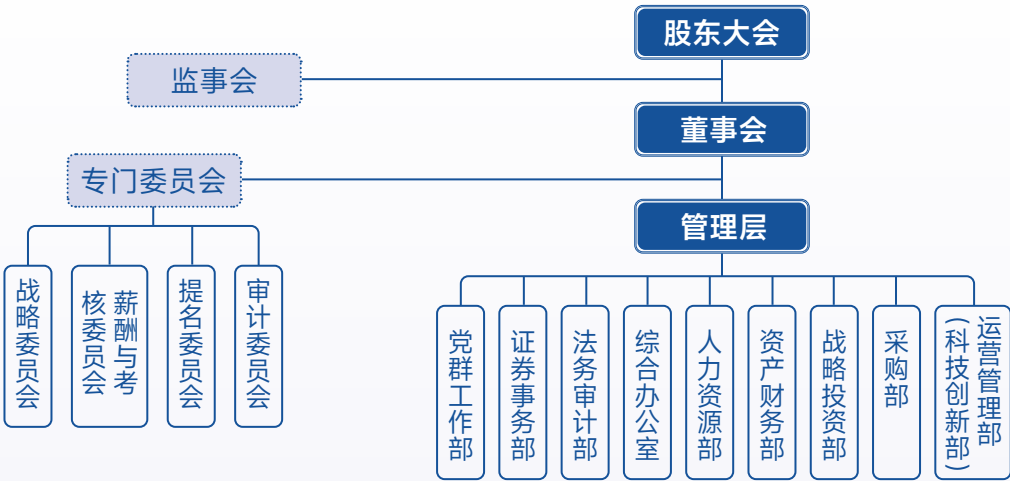 股东大会
监事会
董事会
专门委员会
管理层
战略委员会
薪酬与考
核委员会
提名委员会
审计委员会
党群工作部
证券事务部
法务审计部
综合办公室
人力资源部
资产财务部
战略投资部
采购部
运营管理部
(科技创新部)